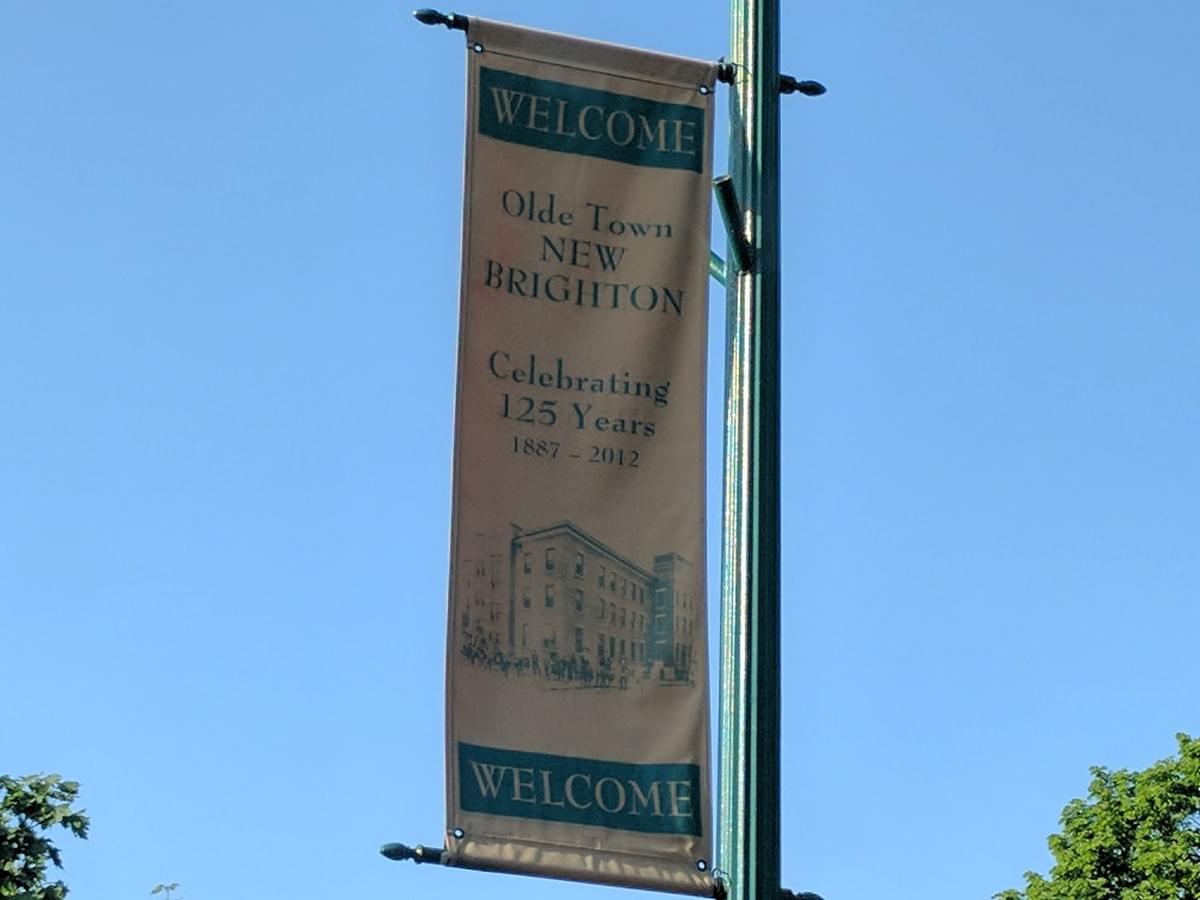 WELCOME
Olde Town
NEW
BRIGHTON
Celebrating
125 Years
1887 – 2012
WELCOME